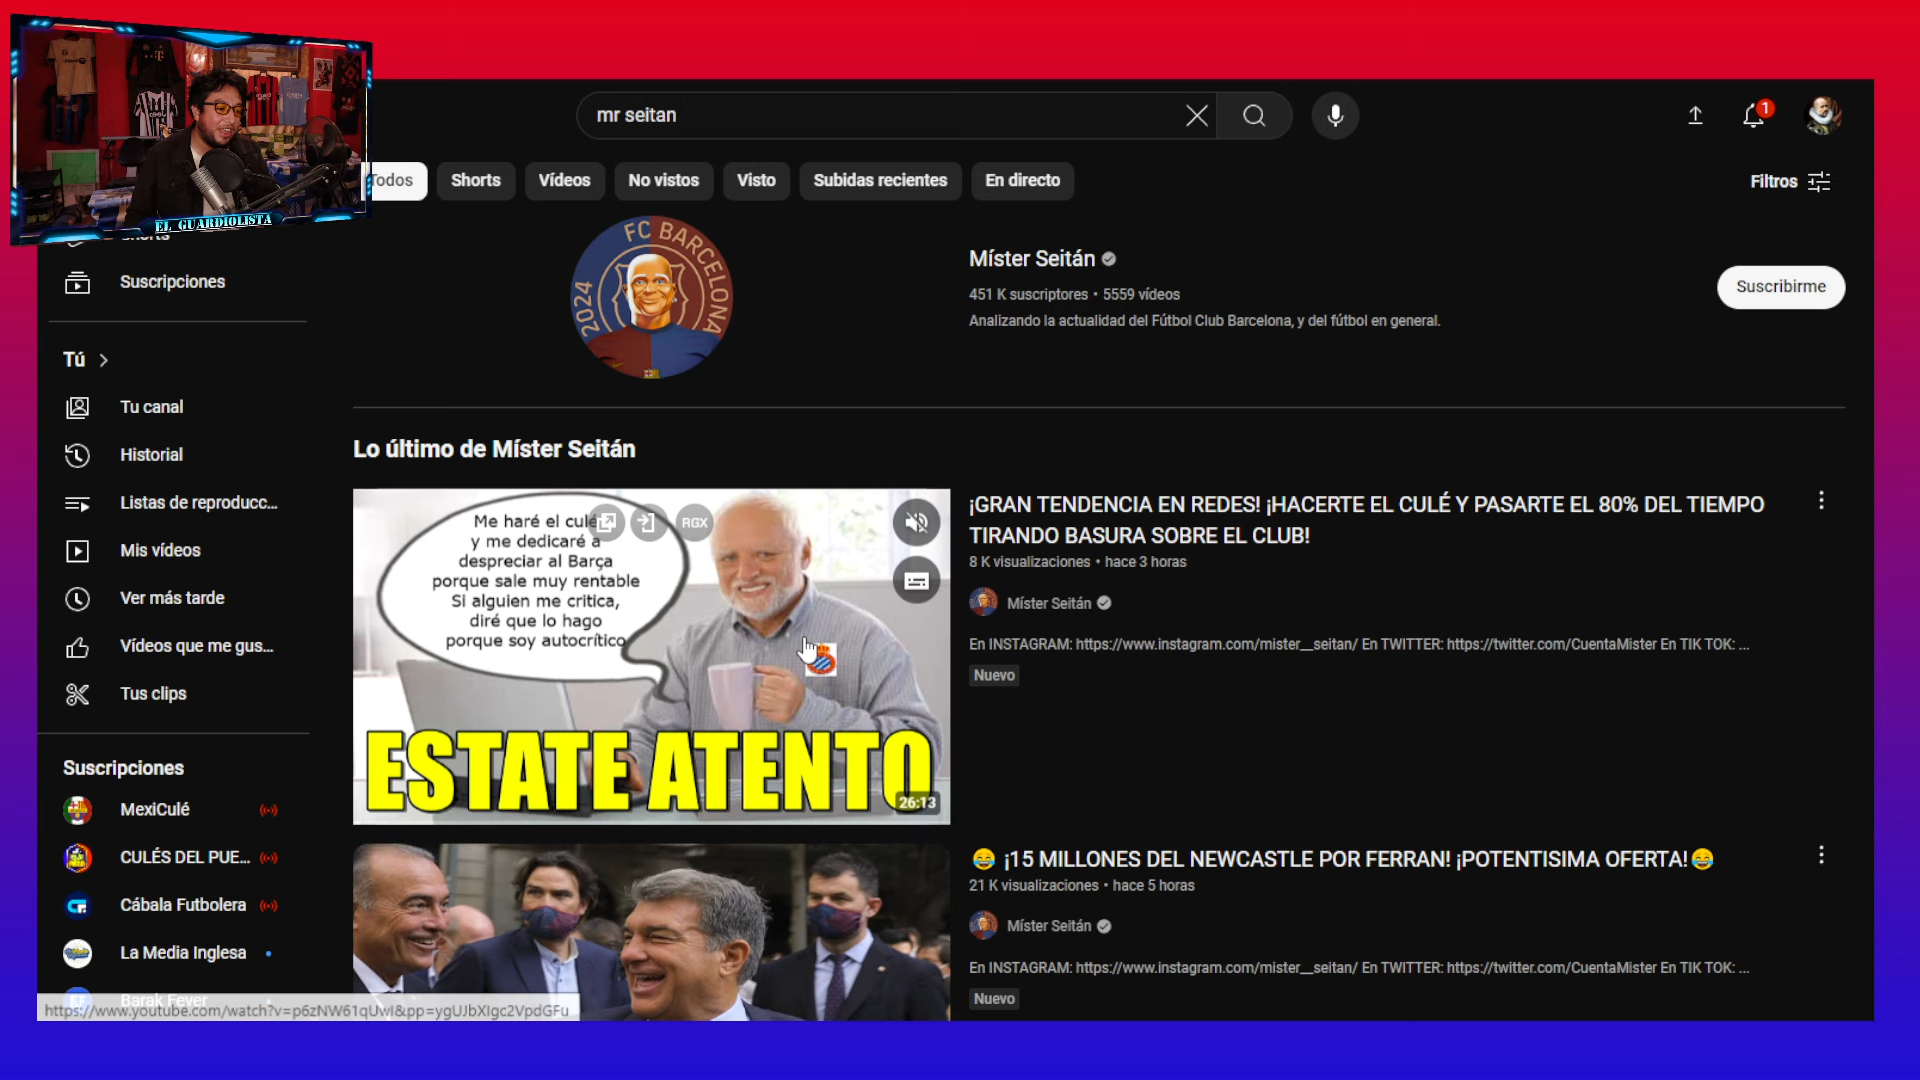 EL GUARDIOLISTA
mr seitan
1
Todos
Shorts
Vídeos
No vistos
Visto
Subidas recientes
En directo
Filtros
Shorts
Suscripciones
Tú
Tu canal
Historial
Listas de reproducc...
Mis vídeos
Ver más tarde
Vídeos que me gus...
Tus clips
Suscripciones
MexiCulé
CULÉS DEL PUE...
Cábala Futbolera
La Media Inglesa
Barak Fever
https://www.youtube.com/watch?v=p6zNW61qUwI&pp=ygUJbXIgc2VpdGFu
FC BARCELONA
2024
Míster Seitán
451 K suscriptores • 5559 vídeos
Analizando la actualidad del Fútbol Club Barcelona, y del fútbol en general.
Suscribirme
Lo último de Míster Seitán
Me haré el culé
y me dedicaré a
despreciar al Barça
porque sale muy rentable
Si alguien me critica,
diré que lo hago
porque soy autocrítico
RGX
ESTATE ATENTO
26:13
¡GRAN TENDENCIA EN REDES! ¡HACERTE EL CULÉ Y PASARTE EL 80% DEL TIEMPO
TIRANDO BASURA SOBRE EL CLUB!
8 K visualizaciones • hace 3 horas
Míster Seitán
En INSTAGRAM: https://www.instagram.com/mister__seitan/ En TWITTER: https://twitter.com/CuentaMister En TIK TOK: ...
Nuevo
😂 ¡15 MILLONES DEL NEWCASTLE POR FERRAN! ¡POTENTISIMA OFERTA!😂
21 K visualizaciones • hace 5 horas
Míster Seitán
En INSTAGRAM: https://www.instagram.com/mister__seitan/ En TWITTER: https://twitter.com/CuentaMister En TIK TOK: ...
Nuevo